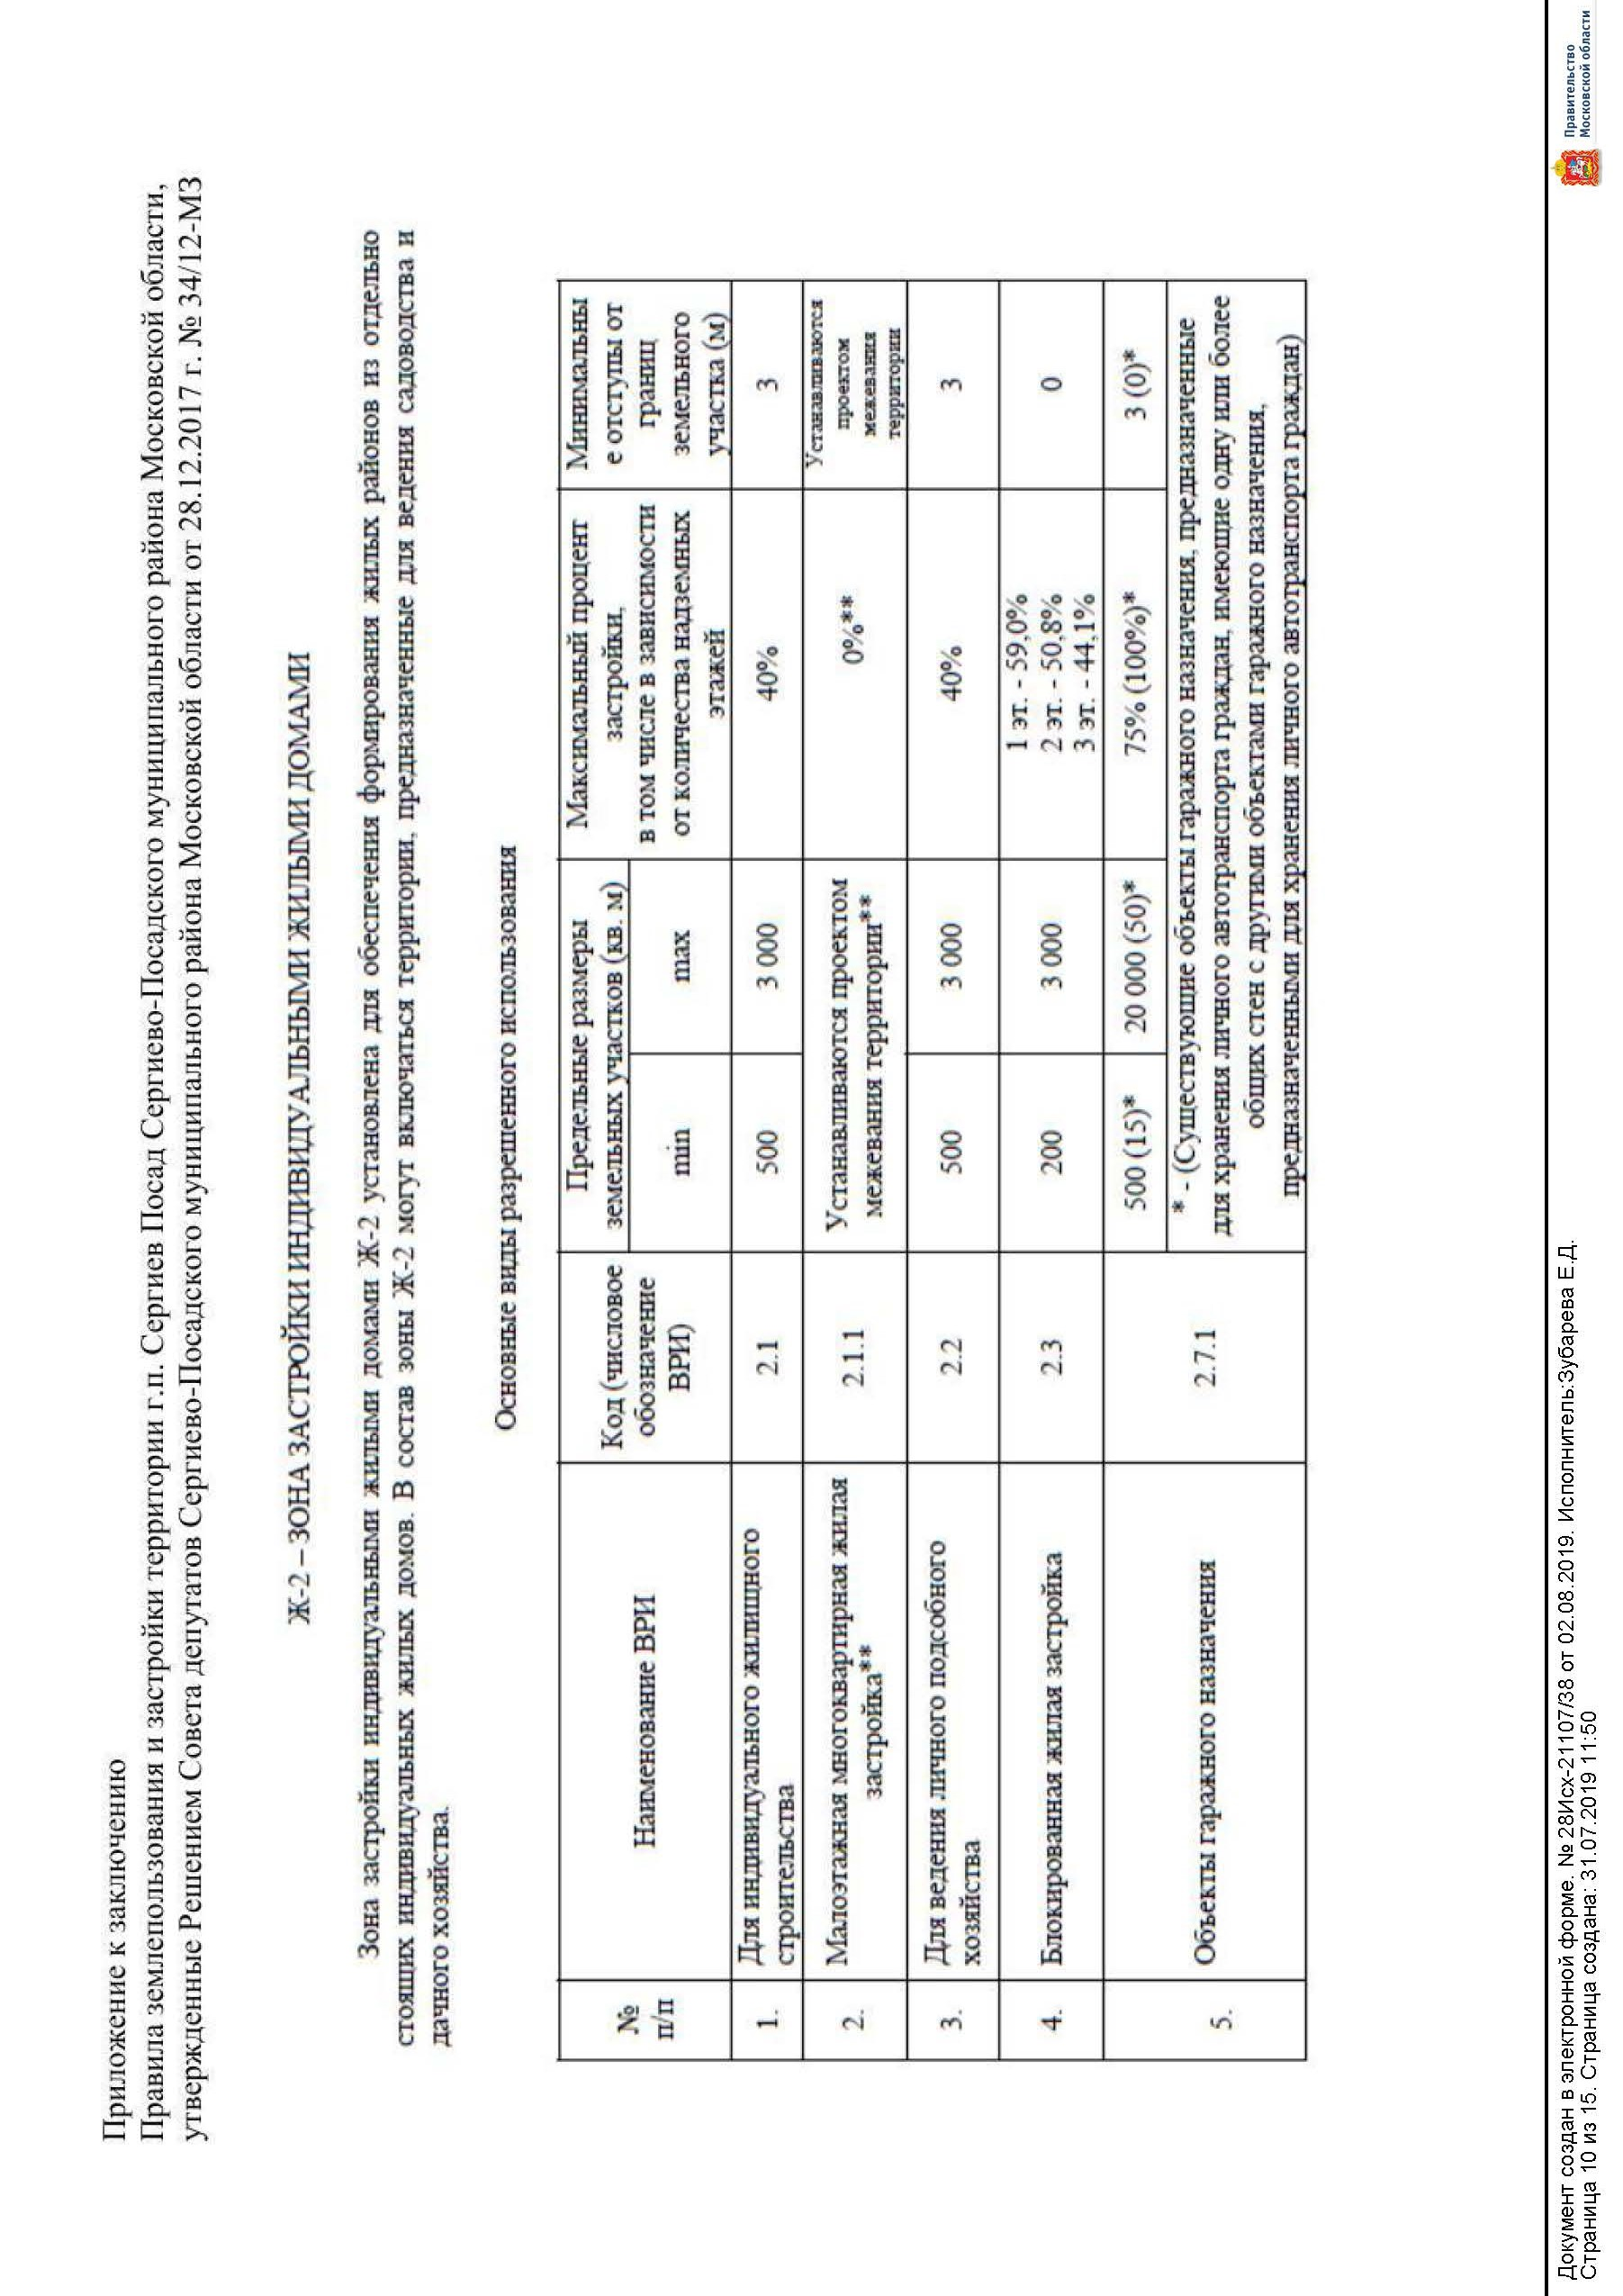 Приложение к заключению
Правила землепользования и застройки территории г.п. Сергиев Посад Сергиево-Посадского муниципального района Московской области,
утвержденные Решением Совета депутатов Сергиево-Посадского муниципального района Московской области от 28.12.2017 г. № 34/12-МЗ
Ж-2 – ЗОНА ЗАСТРОЙКИ ИНДИВИДУАЛЬНЫМИ ЖИЛЫМИ ДОМАМИ
Зона застройки индивидуальными жилыми домами Ж-2 установлена для обеспечения формирования жилых районов из отдельно
стоящих индивидуальных жилых домов. В состав зоны Ж-2 могут включаться территории, предназначенные для ведения садоводства и
дачного хозяйства.
Основные виды разрешенного использования
№
п/п
Наименование ВРИ
Код (числовое
обозначение
ВРИ)
Предельные размеры
земельных участков (кв. м)
min
max
Максимальный процент
застройки,
в том числе в зависимости
от количества надземных
этажей
Минимальны
е отступы от
границ
земельного
участка (м)
1.
Для индивидуального жилищного
строительства
2.1
500
3 000
40%
3
2.
Малоэтажная многоквартирная жилая
застройка**
2.1.1
Устанавливаются проектом
межевания территории**
0%**
Устанавливаются
проектом
межевания
территории
3.
Для ведения личного подсобного
хозяйства
2.2
500
3 000
40%
3
4.
Блокированная жилая застройка
2.3
200
3 000
1 эт. - 59,0%
2 эт. - 50,8%
3 эт. - 44,1%
0
5.
Объекты гаражного назначения
2.7.1
500 (15)*
20 000 (50)*
75% (100%)*
3 (0)*
* - (Существующие объекты гаражного назначения, предназначенные
для хранения личного автотранспорта граждан, имеющие одну или более
общих стен с другими объектами гаражного назначения,
предназначенными для хранения личного автотранспорта граждан)
Документ создан в электронной форме. № 28Исх-21107/38 от 02.08.2019. Исполнитель:Зубарева Е.Д.
Страница 10 из 15. Страница создана: 31.07.2019 11:50
Правительство
Московской области